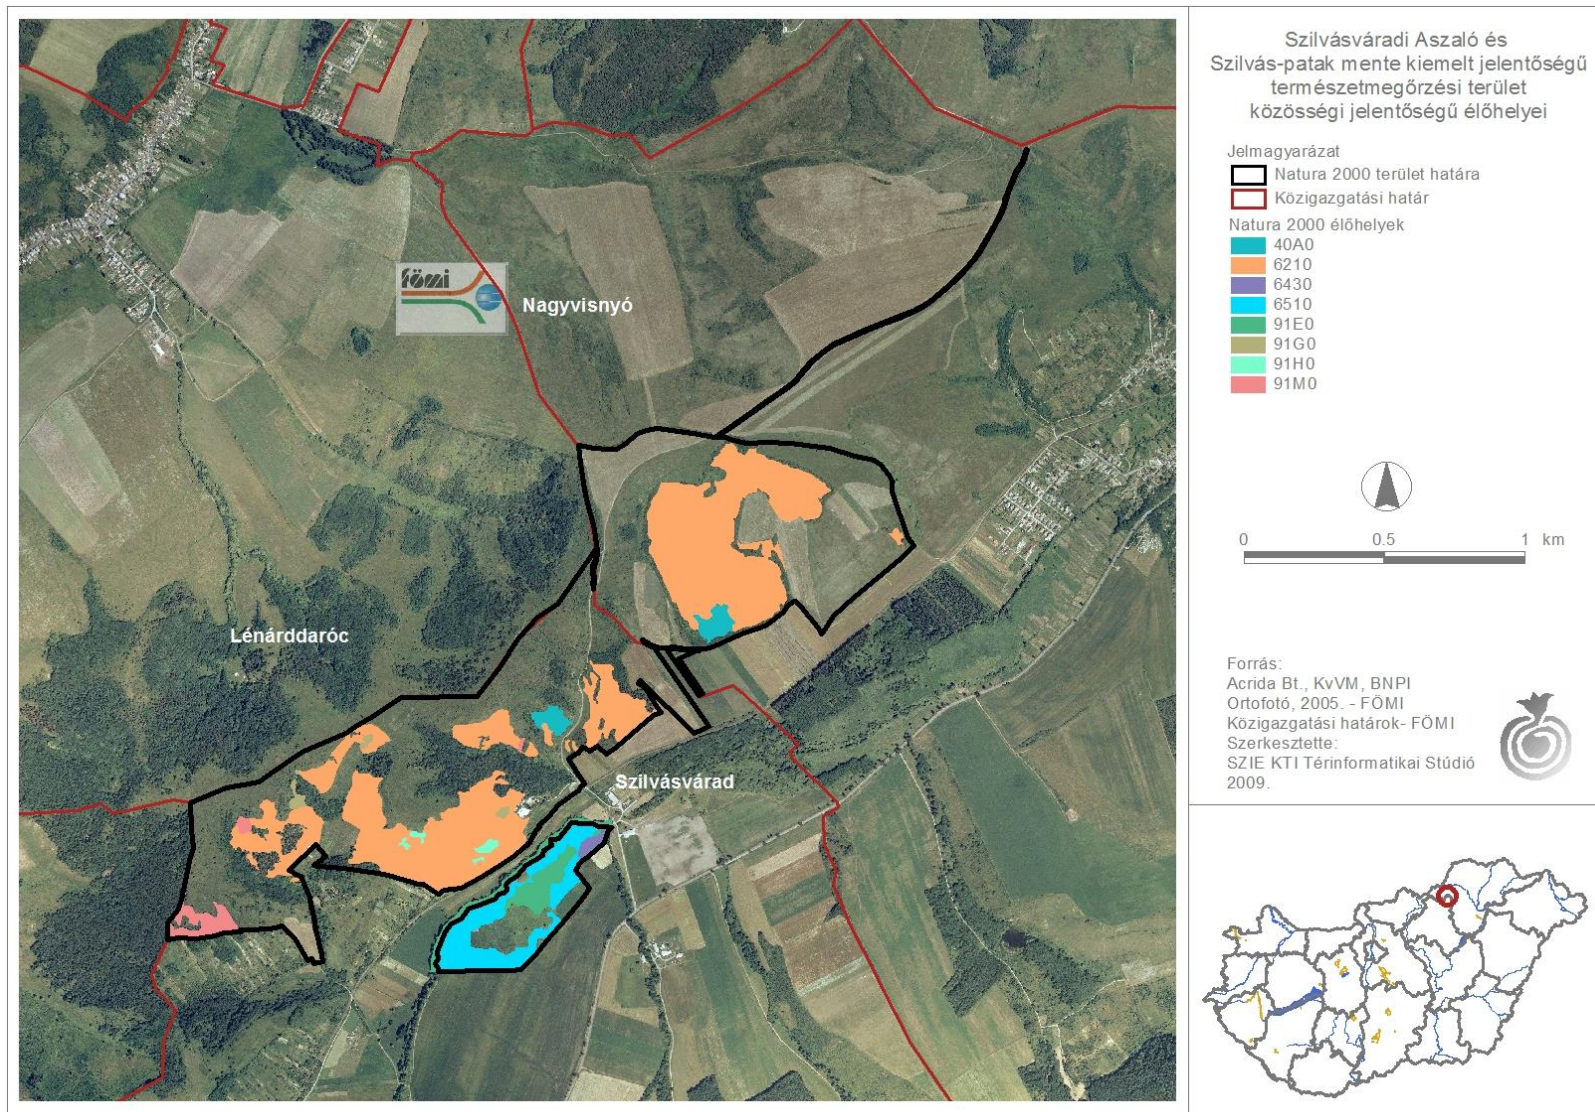 Szilvásváradi Aszaló és
Szilvás-patak mente kiemelt jelentőségű
természetmegőrzési terület
közösségi jelentőségű élőhelyei
Jelmagyarázat
Natura 2000 terület határa
Közigazgatási határ
Natura 2000 élőhelyek
40A0
6210
6430
6510
91E0
91G0
91H0
91M0
0 0.5 1 km
Forrás:
Acrida Bt., KvVM, BNPI
Ortofotó, 2005. - FÖMI
Közigazgatási határok- FÖMI
Szerkesztette:
SZIE KTI Térinformatikai Stúdió
2009.
fömi
Nagyvisnyó
Lénárddaróc
Szilvásvárad